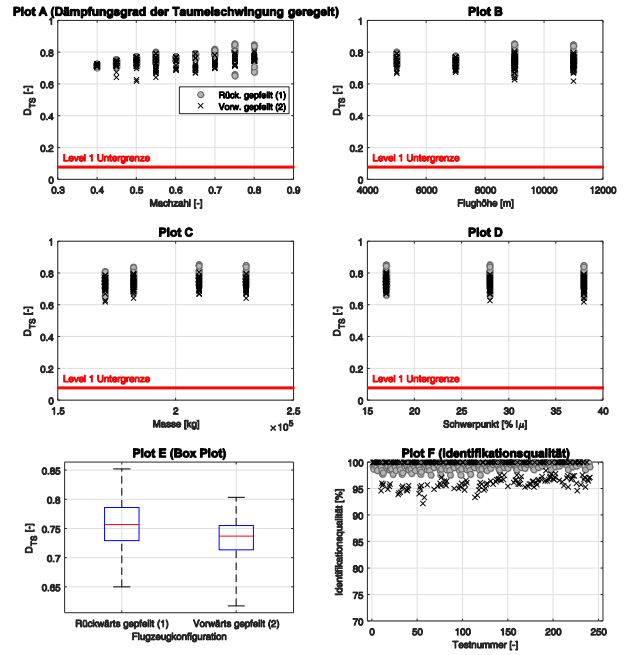 Plot A (Dämpfungsgrad der Taumelschwingung geregelt)
1
0.8
0.6
0.4
0.2
0
D_TS [-]
Rück. gepfeilt (1)
Vorw. gepfeilt (2)
Level 1 Untergrenze
0.3 0.4 0.5 0.6 0.7 0.8 0.9
Machzahl [-]
Plot B
1
0.8
0.6
0.4
0.2
0
D_TS [-]
Level 1 Untergrenze
4000 6000 8000 10000 12000
Flughöhe [m]
Plot C
1
0.8
0.6
0.4
0.2
0
D_TS [-]
Level 1 Untergrenze
1.5 2 2.5
Masse [kg]
×10^5
Plot D
1
0.8
0.6
0.4
0.2
0
D_TS [-]
Level 1 Untergrenze
15 20 25 30 35 40
Schwerpunkt [% lμ]
Plot E (Box Plot)
0.85
0.8
0.75
0.7
0.65
D_TS [-]
Rückwärts gepfeilt (1) Vorwärts gepfeilt (2)
Flugzeugkonfiguration
Plot F (Identifikationsqualität)
100
95
90
85
80
75
70
Identifikationsqualität [%]
0 50 100 150 200 250
Testnummer [-]